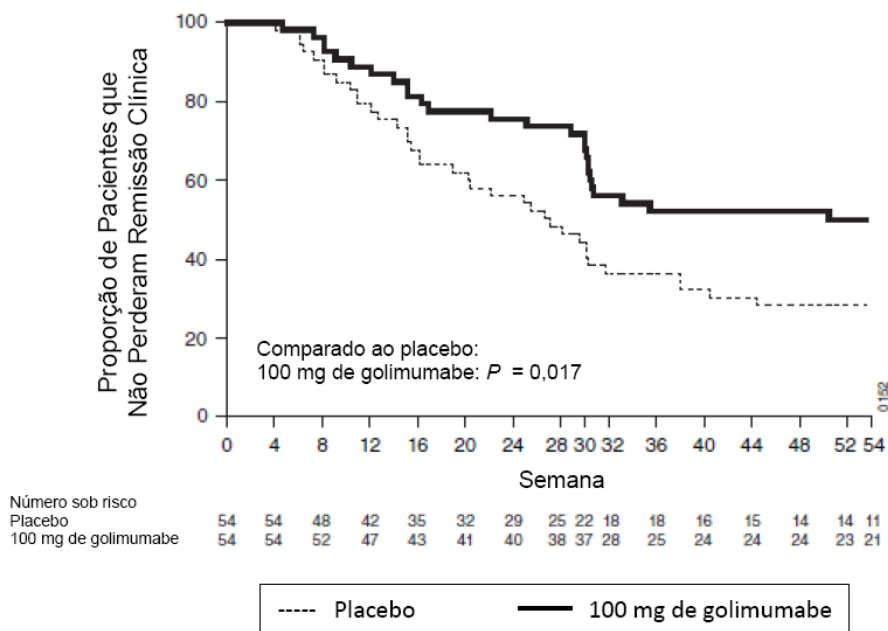 Proporção de Pacientes que
Não Perderam Remissão Clínica
100
80
60
40
20
0
Comparado ao placebo:
100 mg de golimumabe: P = 0,017
0 4 8 12 16 20 24 28 30 32 36 40 44 48 52 54
Semana
Número sob risco
Placebo 54 54 48 42 35 32 29 25 22 18 18 16 15 14 14 11
100 mg de golimumabe 54 54 52 47 43 41 40 38 37 28 25 24 24 24 23 21
Placebo 100 mg de golimumabe